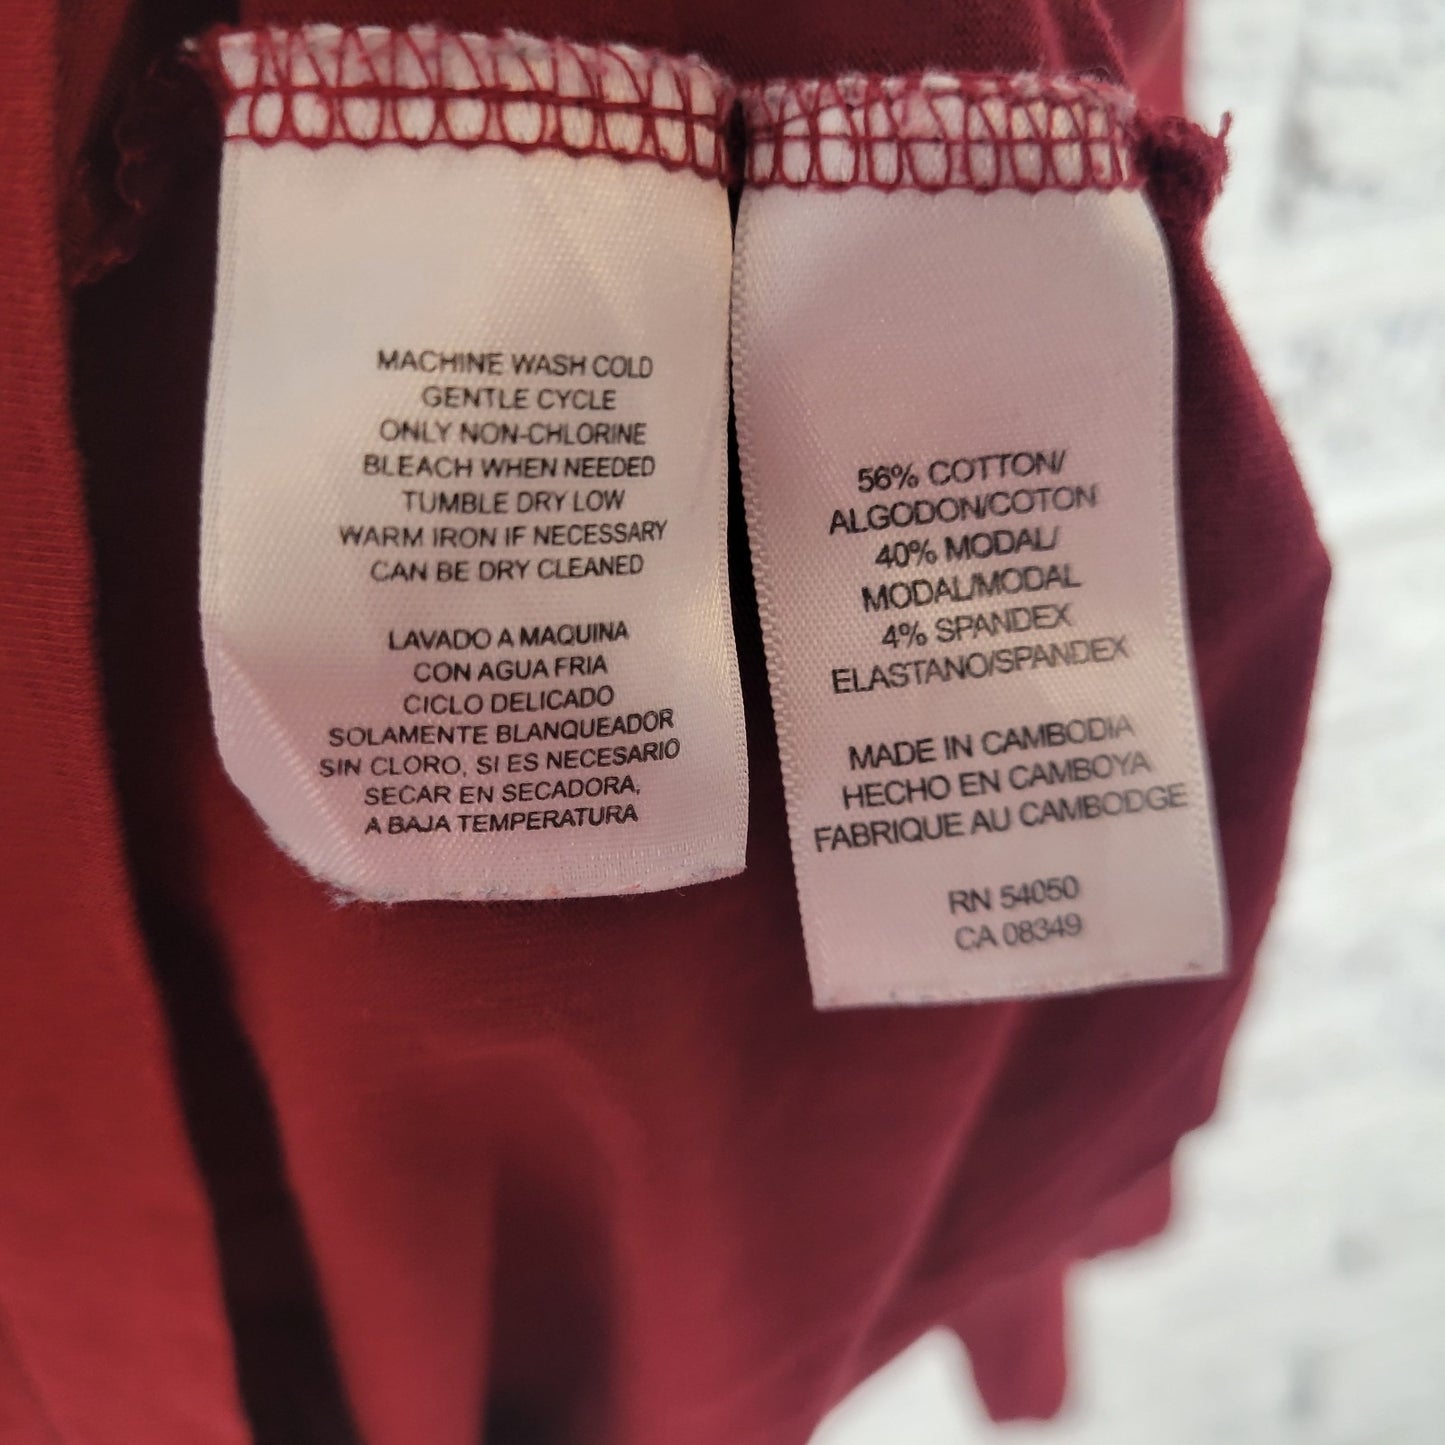 MACHINE WASH COLD
GENTLE CYCLE
ONLY NON-CHLORINE
BLEACH WHEN NEEDED
TUMBLE DRY LOW
WARM IRON IF NECESSARY
CAN BE DRY CLEANED
LAVADO A MAQUINA
CON AGUA FRIA
CICLO DELICADO
SOLAMENTE BLANQUEADOR
SIN CLORO, SI ES NECESARIO
SECAR EN SECADORA,
A BAJA TEMPERATURA
56% COTTON/
ALGODON/COTON
40% MODAL/
MODAL/MODAL
4% SPANDEX
ELASTANO/SPANDEX
MADE IN CAMBODIA
HECHO EN CAMBOYA
FABRIQUE AU CAMBODGE
RN 54050
CA 08349